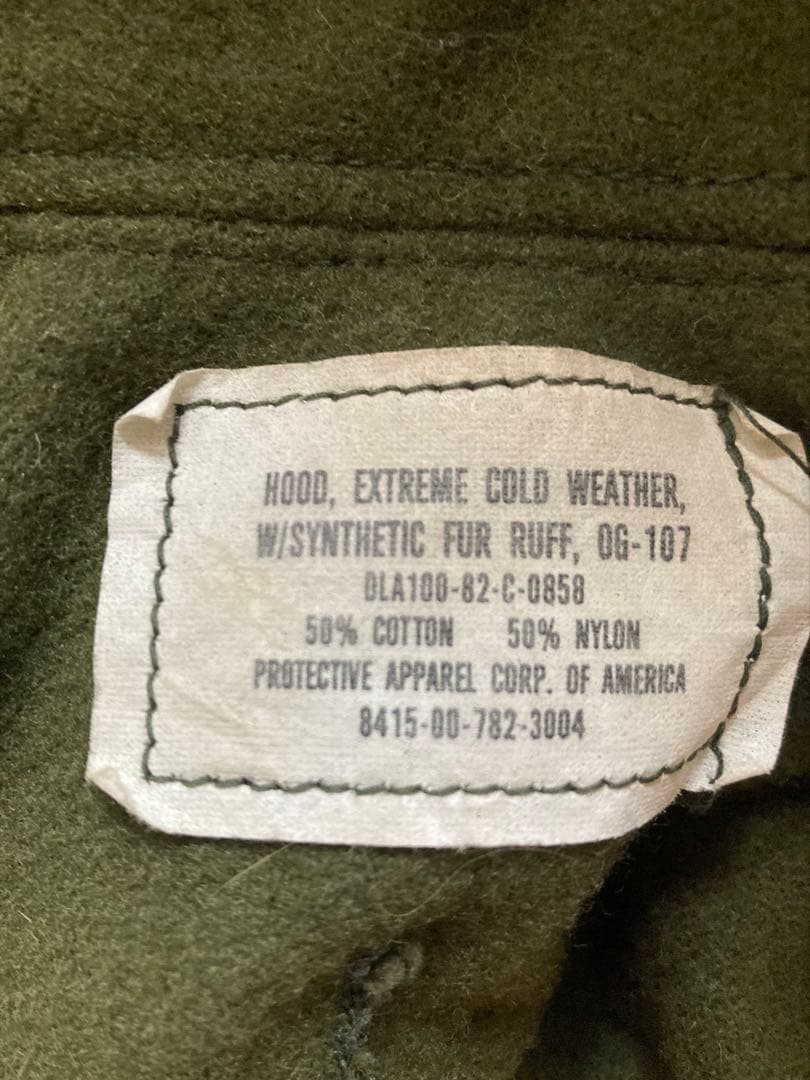 HOOD, EXTREME COLD WEATHER,
W/SYNTHETIC FUR RUFF, OG-107
DLA100-82-C-0858
50% COTTON 50% NYLON
PROTECTIVE APPAREL CORP. OF AMERICA
8415-00-782-3004